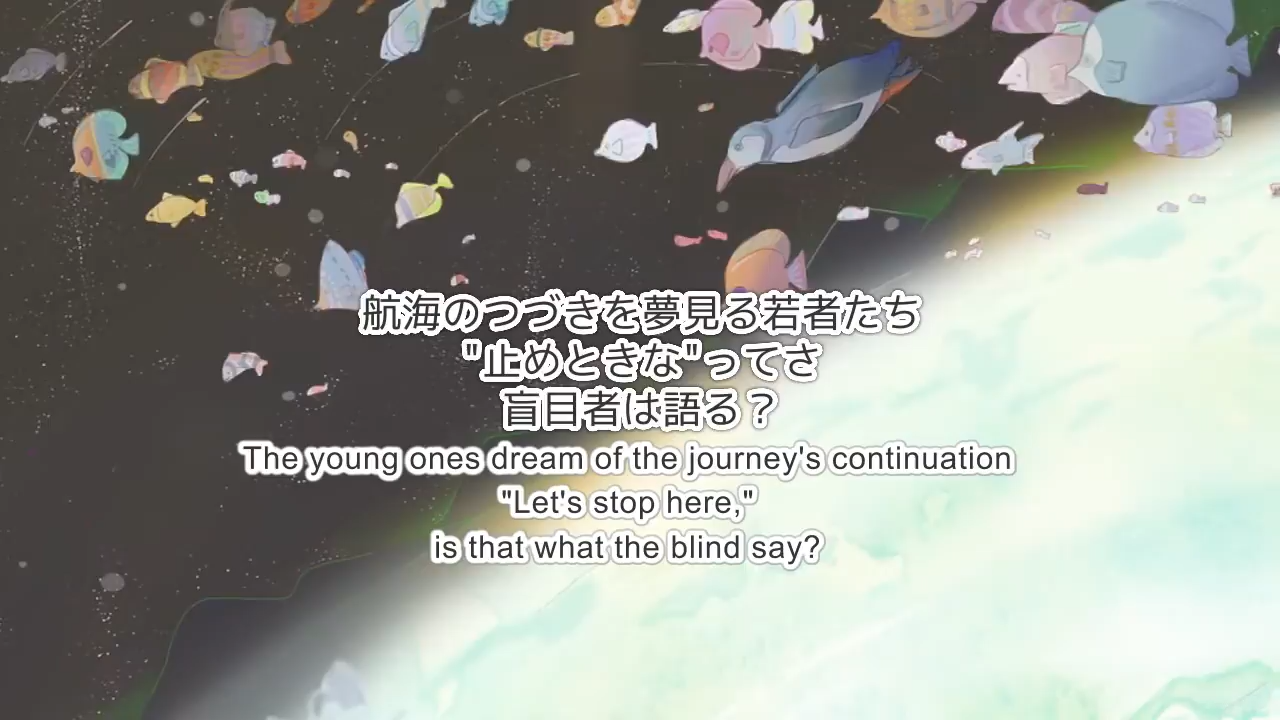 航海のつづきを夢見る若者たち
"止めときな"ってさ
盲目者は語る？
The young ones dream of the journey's continuation
"Let's stop here,"
is that what the blind say?